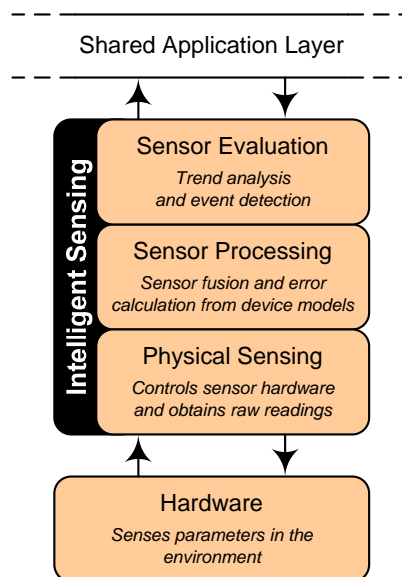 Shared Application Layer
Intelligent Sensing
Sensor Evaluation
Trend analysis
and event detection
Sensor Processing
Sensor fusion and error
calculation from device models
Physical Sensing
Controls sensor hardware
and obtains raw readings
Hardware
Senses parameters in the
environment